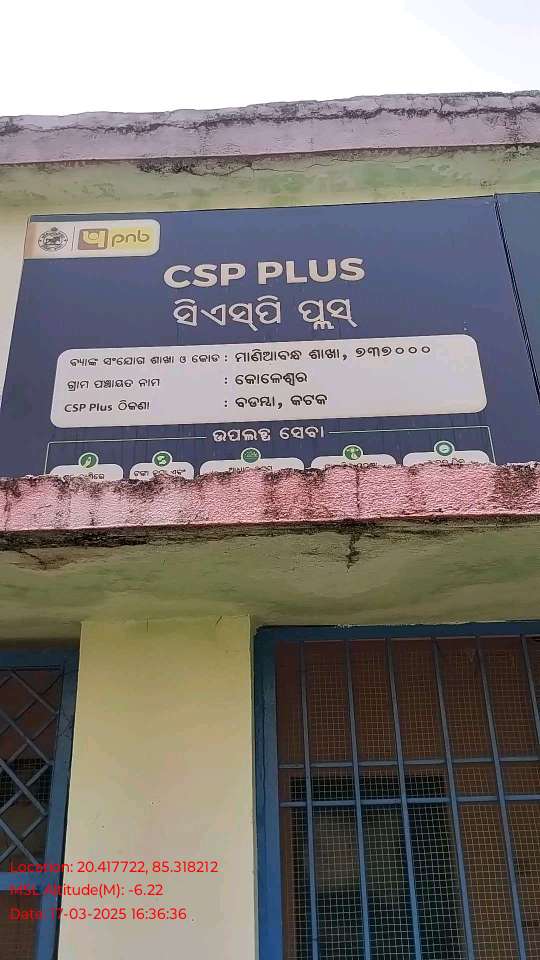 pnb
CSP PLUS
ସିଏସ୍‌ପି ପ୍ଲସ୍
ବ୍ୟାଙ୍କ ସଂଯୋଗ ଶାଖା ଓ କୋଡ : ମାଣିଆବନ୍ଧ ଶାଖା, ୭୩୭୦୦୦
ଗ୍ରାମ ପଞ୍ଚାୟତ ନାମ : କୋଳେଶ୍ୱର
CSP Plus ଠିକଣା : ବଡମ୍ବା, କଟକ
ଉପଲବ୍ଧ ସେବା
Location: 20.417722, 85.318212
MSL Altitude(M): -6.22
Date: 17-03-2025 16:36:36